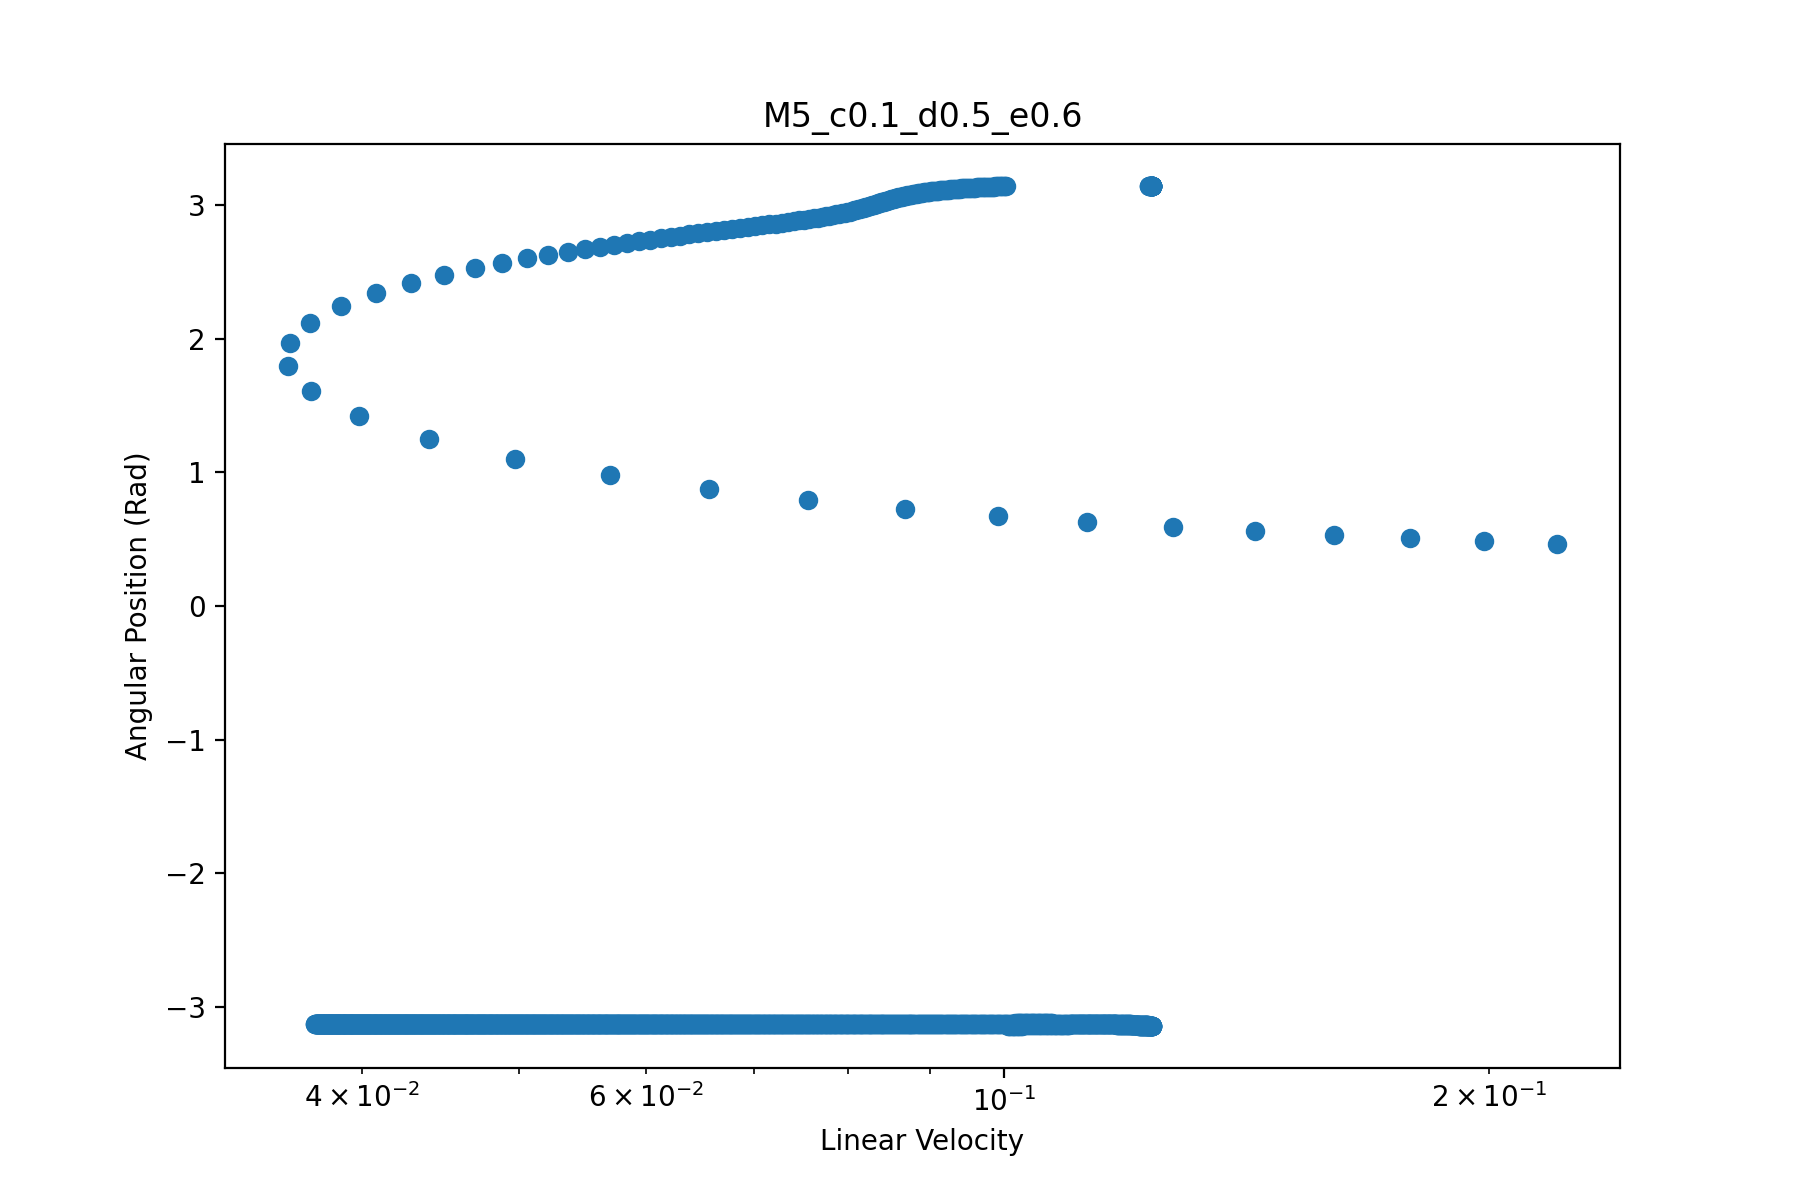 M5_c0.1_d0.5_e0.6
3
2
1
0
−1
−2
−3
Angular Position (Rad)
4 × 10⁻²
6 × 10⁻²
10⁻¹
2 × 10⁻¹
Linear Velocity